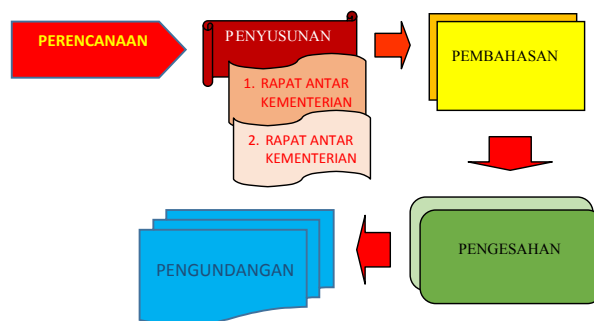 PERENCANAAN
PENYUSUNAN
1. RAPAT ANTAR
KEMENTERIAN
2. RAPAT ANTAR
KEMENTERIAN
PEMBAHASAN
PENGESAHAN
PENGUNDANGAN